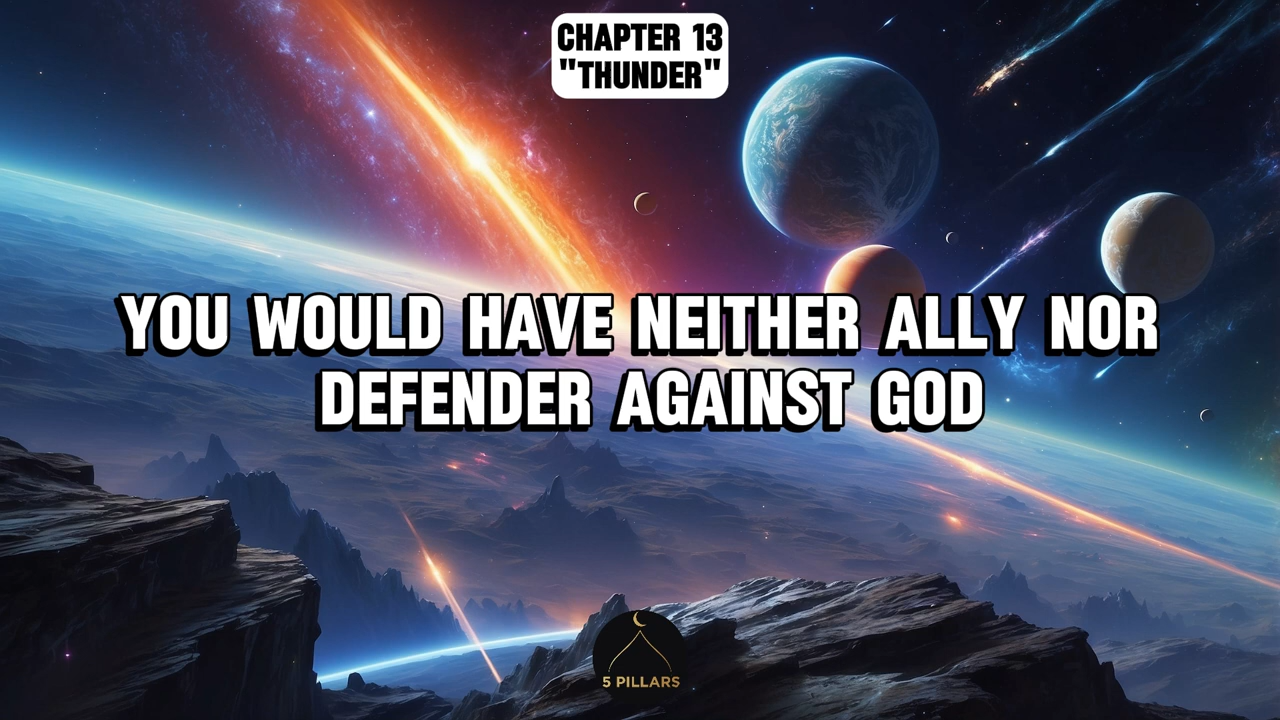 CHAPTER 13
"THUNDER"
YOU WOULD HAVE NEITHER ALLY NOR
DEFENDER AGAINST GOD
5 PILLARS